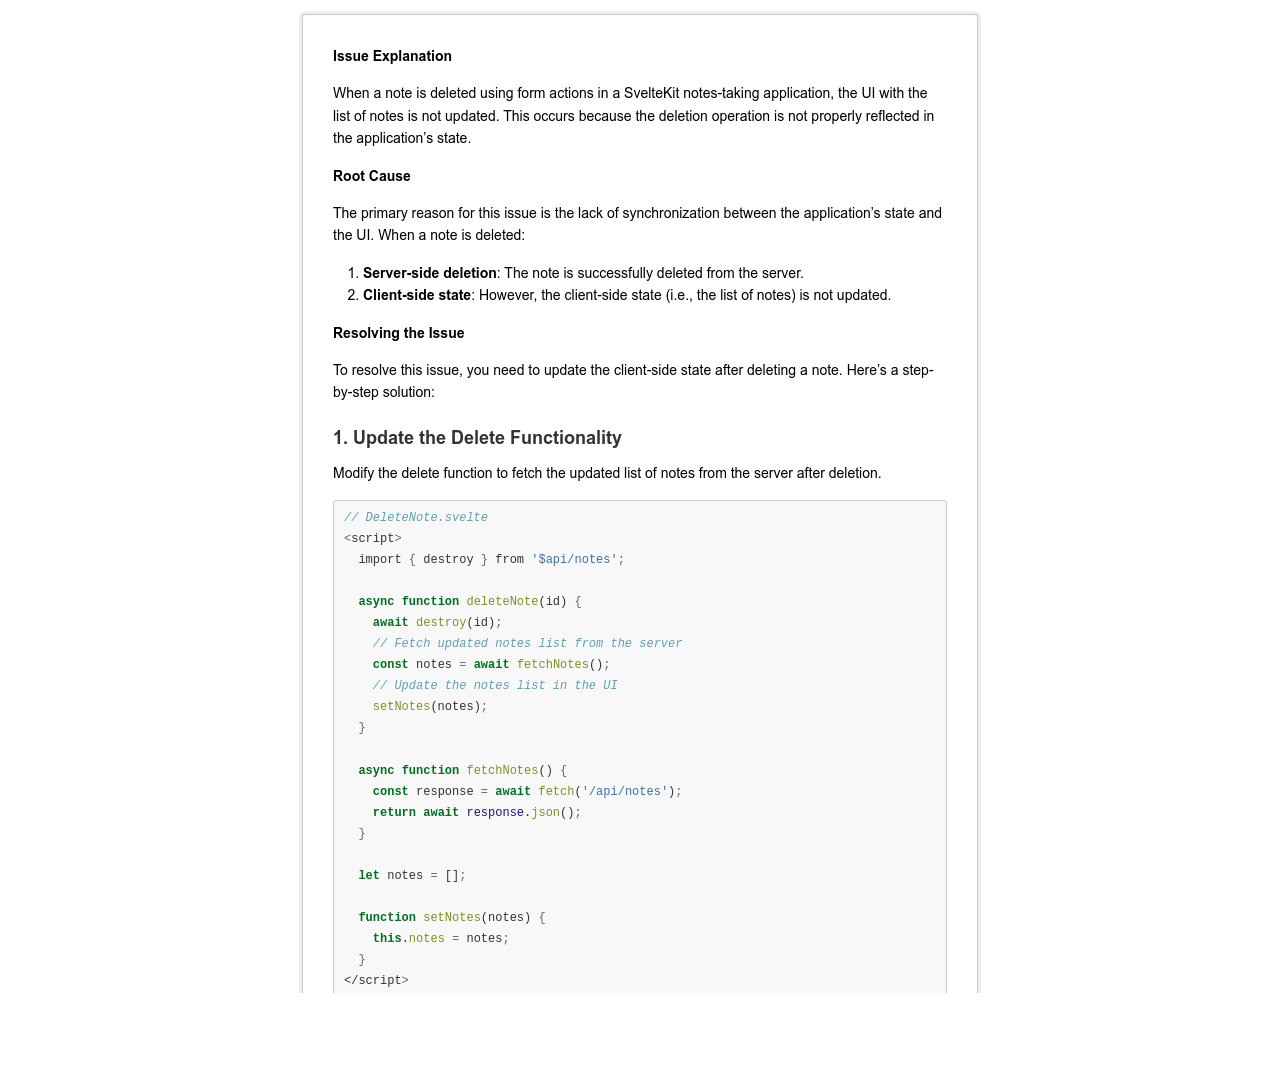 Issue Explanation
When a note is deleted using form actions in a SvelteKit notes-taking application, the UI with the
list of notes is not updated. This occurs because the deletion operation is not properly reflected in
the application’s state.
Root Cause
The primary reason for this issue is the lack of synchronization between the application’s state and
the UI. When a note is deleted:
1. Server-side deletion: The note is successfully deleted from the server.
2. Client-side state: However, the client-side state (i.e., the list of notes) is not updated.
Resolving the Issue
To resolve this issue, you need to update the client-side state after deleting a note. Here’s a step-
by-step solution:
1. Update the Delete Functionality
Modify the delete function to fetch the updated list of notes from the server after deletion.
// DeleteNote.svelte
<script>
  import { destroy } from '$api/notes';
  async function deleteNote(id) {
    await destroy(id);
    // Fetch updated notes list from the server
    const notes = await fetchNotes();
    // Update the notes list in the UI
    setNotes(notes);
  }
  async function fetchNotes() {
    const response = await fetch('/api/notes');
    return await response.json();
  }
  let notes = [];
  function setNotes(notes) {
    this.notes = notes;
  }
</script>